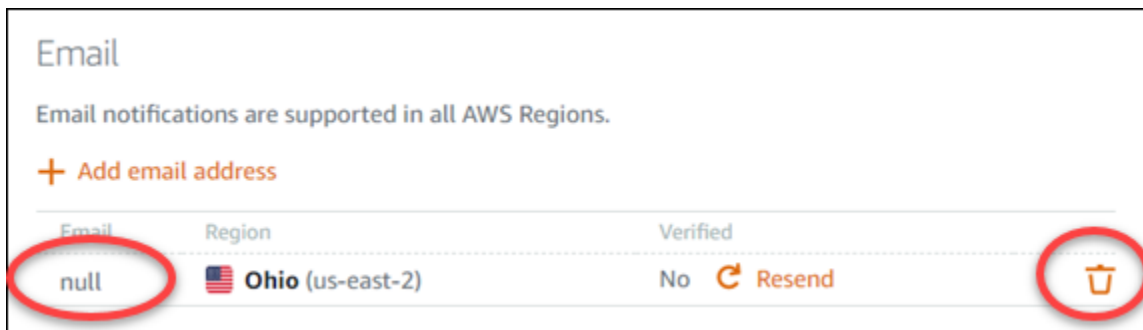 Email
Email notifications are supported in all AWS Regions.
+ Add email address
Email Region Verified
null Ohio (us-east-2) No Resend